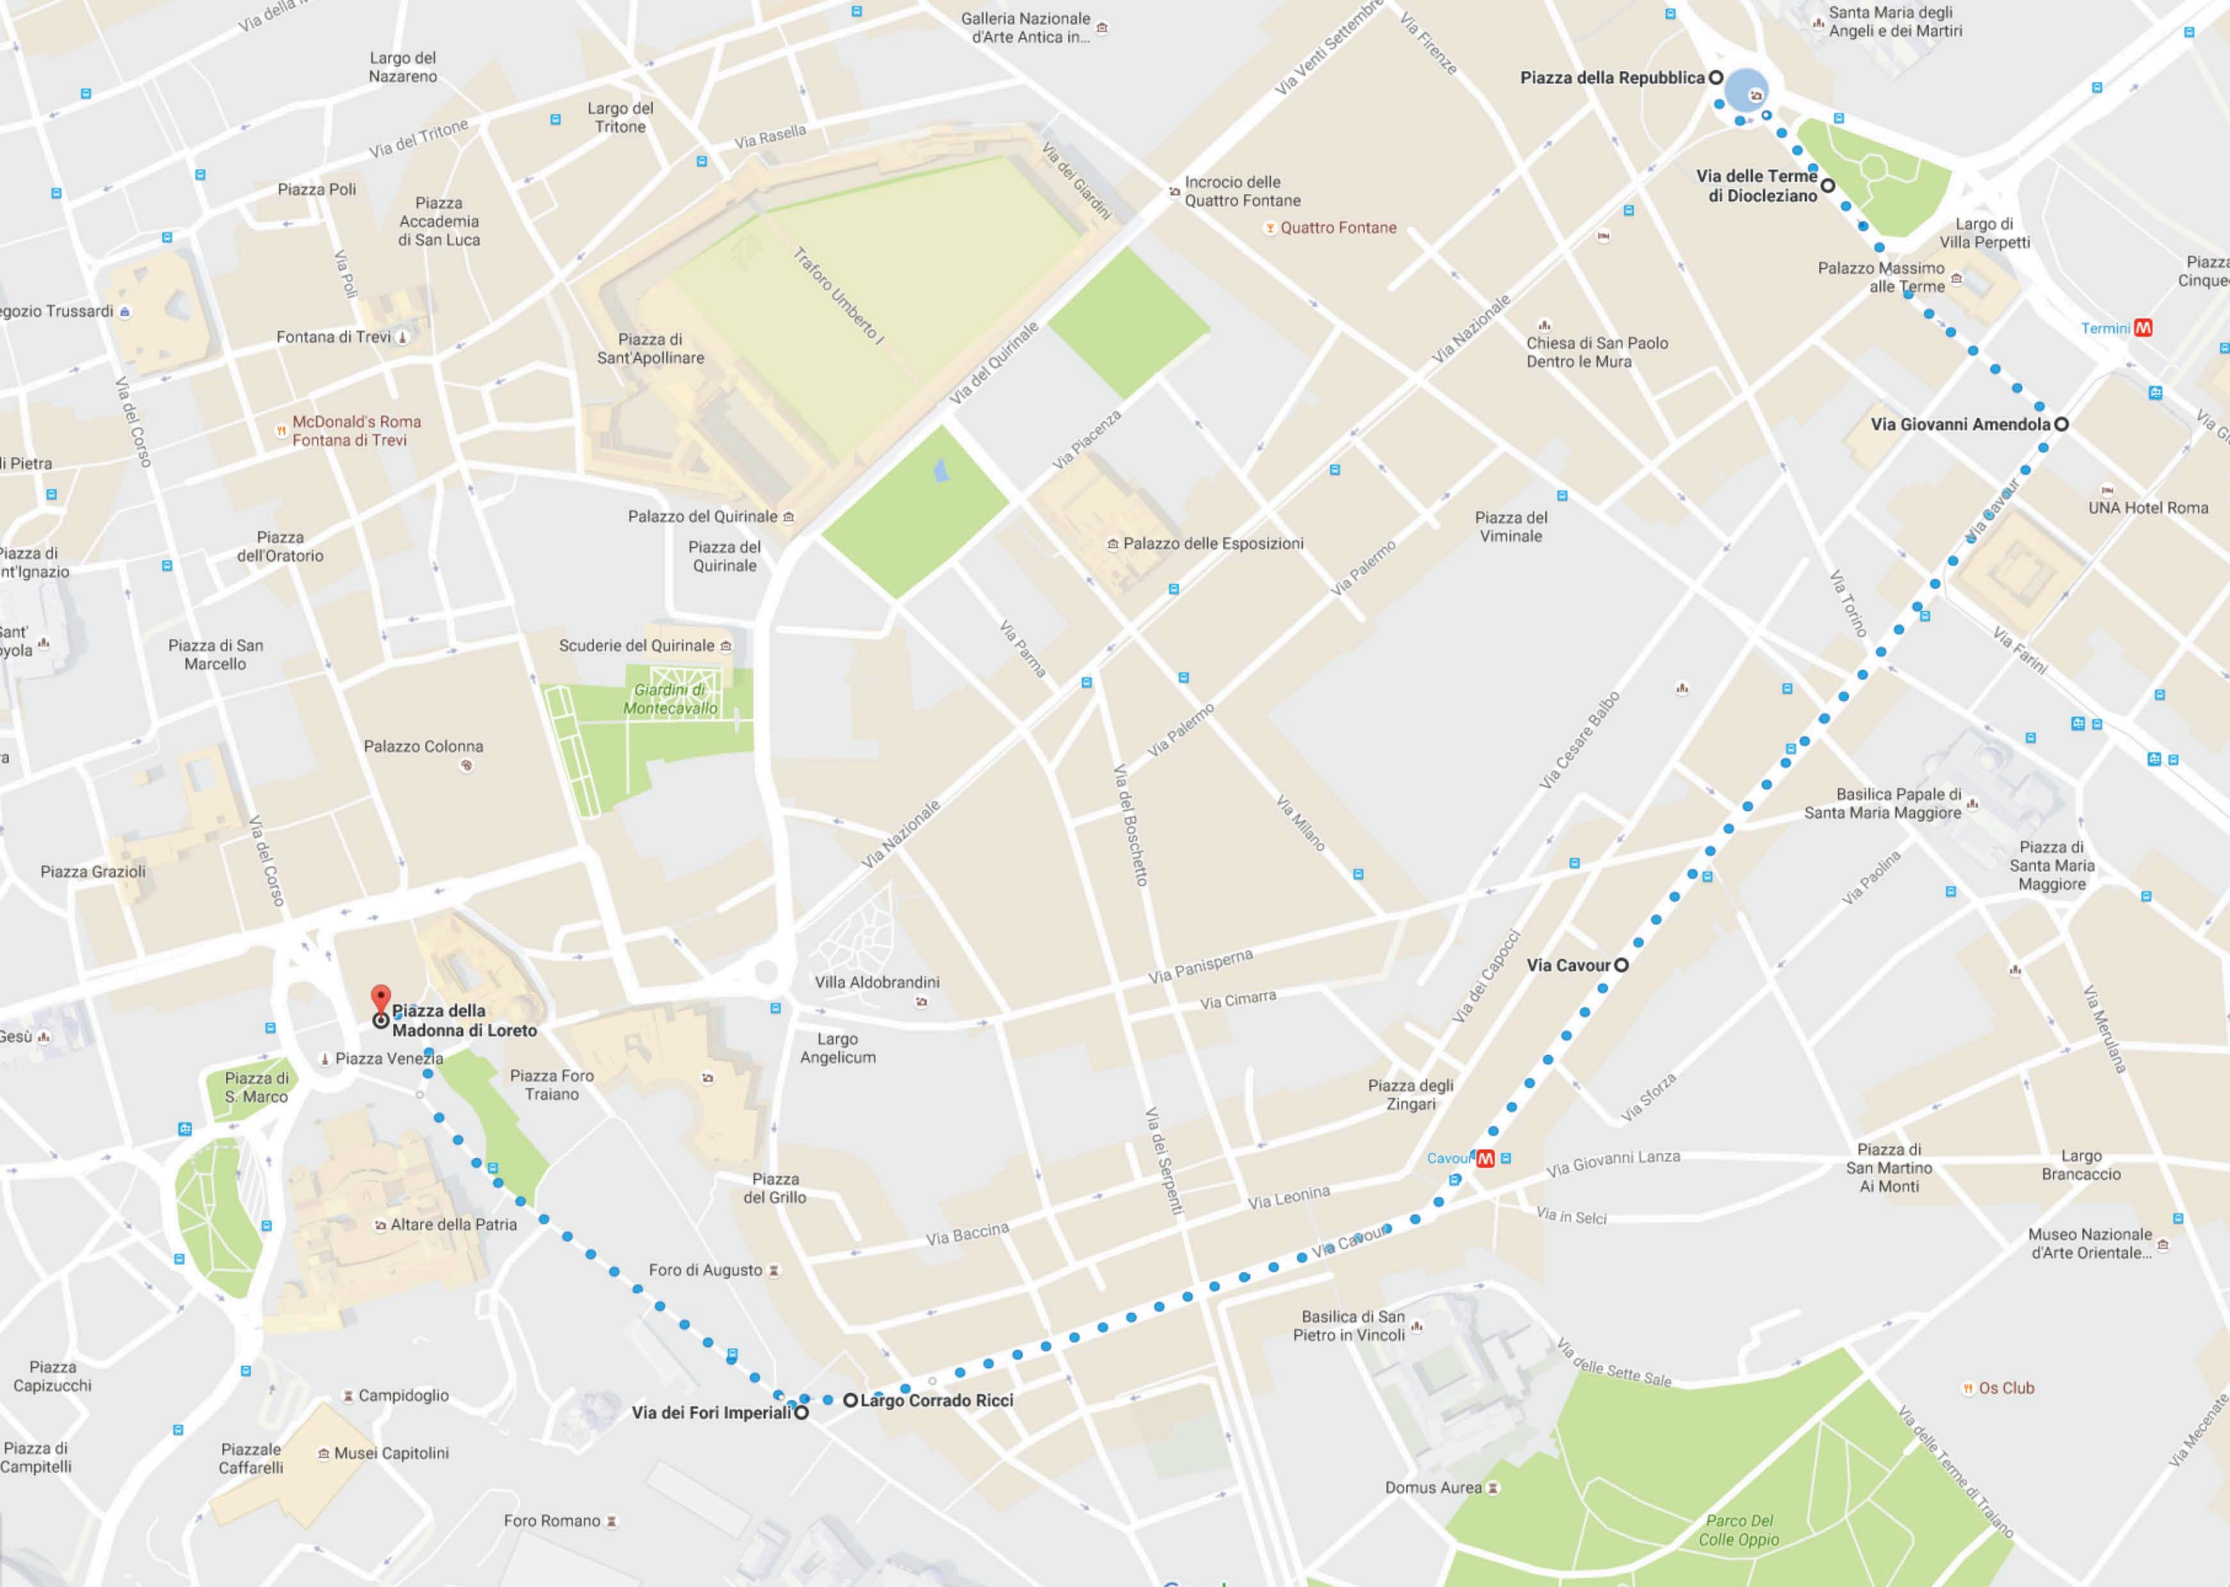 Via della
Galleria Nazionale
d'Arte Antica in...
Via Venti Settembre
Via Firenze
Santa Maria degli
Angeli e dei Martiri
Largo del
Nazareno
Piazza della Repubblica
Largo del
Tritone
Via del Tritone
Via Rasella
Via dei Giardini
Piazza Poli
Piazza
Accademia
di San Luca
Incrocio delle
Quattro Fontane
Quattro Fontane
Via delle Terme
di Diocleziano
Largo di
Villa Perpetti
Via Poli
Traforo Umberto I
Palazzo Massimo
alle Terme
Piazza
Cinque
egozio Trussardi
Fontana di Trevi
Piazza di
Sant'Apollinare
Via del Quirinale
Via Nazionale
Chiesa di San Paolo
Dentro le Mura
Termini M
Via del Corso
McDonald's Roma
Fontana di Trevi
Via Piacenza
Via Giovanni Amendola
Via G
di Pietra
Via Cavour
UNA Hotel Roma
Palazzo del Quirinale
Piazza del
Quirinale
Palazzo delle Esposizioni
Piazza del
Viminale
Piazza
dell'Oratorio
Piazza di
nt'Ignazio
Via Palermo
Via Torino
Sant'
oyola
Piazza di San
Marcello
Scuderie del Quirinale
Via Parma
Via Farini
Giardini di
Montecavallo
Via Palermo
Via Cesare Balbo
Palazzo Colonna
Via del Boschetto
Via Milano
Basilica Papale di
Santa Maria Maggiore
Via Nazionale
Via del Corso
Piazza Grazioli
Via Paolina
Piazza di
Santa Maria
Maggiore
Via Panisperna
Via dei Capocci
Via Cavour
Villa Aldobrandini
Via Cimarra
Piazza della
Madonna di Loreto
Gesù
Piazza Venezia
Largo
Angelicum
Via Merulana
Piazza di
S. Marco
Piazza Foro
Traiano
Piazza degli
Zingari
Via Sforza
Via dei Serpenti
Cavour M
Via Giovanni Lanza
Piazza di
San Martino
Ai Monti
Largo
Brancaccio
Piazza
del Grillo
Via Leonina
Via in Selci
Altare della Patria
Via Baccina
Via Cavour
Museo Nazionale
d'Arte Orientale...
Foro di Augusto
Basilica di San
Pietro in Vincoli
Via delle Sette Sale
Piazza
Capizucchi
Campidoglio
Largo Corrado Ricci
Via dei Fori Imperiali
Os Club
Piazza di
Campitelli
Piazzale
Caffarelli
Musei Capitolini
Via delle Terme di Traiano
Via Mecenate
Domus Aurea
Foro Romano
Parco Del
Colle Oppio